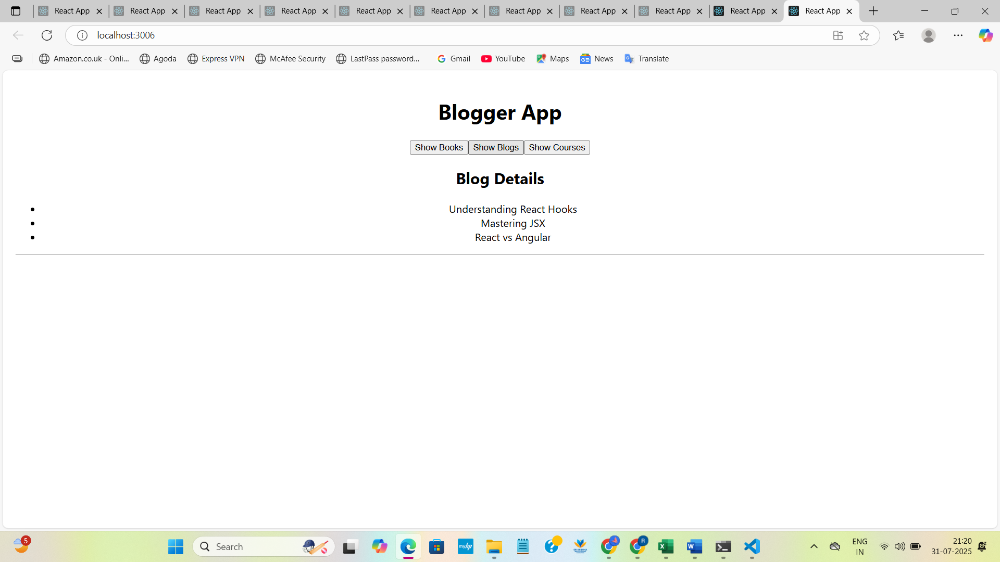 React App React App React App React App React App React App React App React App React App React App React App
localhost:3006
Amazon.co.uk - Onli... Agoda Express VPN McAfee Security LastPass password... Gmail YouTube Maps News Translate
Blogger App
Show Books Show Blogs Show Courses
Blog Details
• Understanding React Hooks
• Mastering JSX
• React vs Angular
5
Search
myhp
R
ENG
IN
21:20
31-07-2025